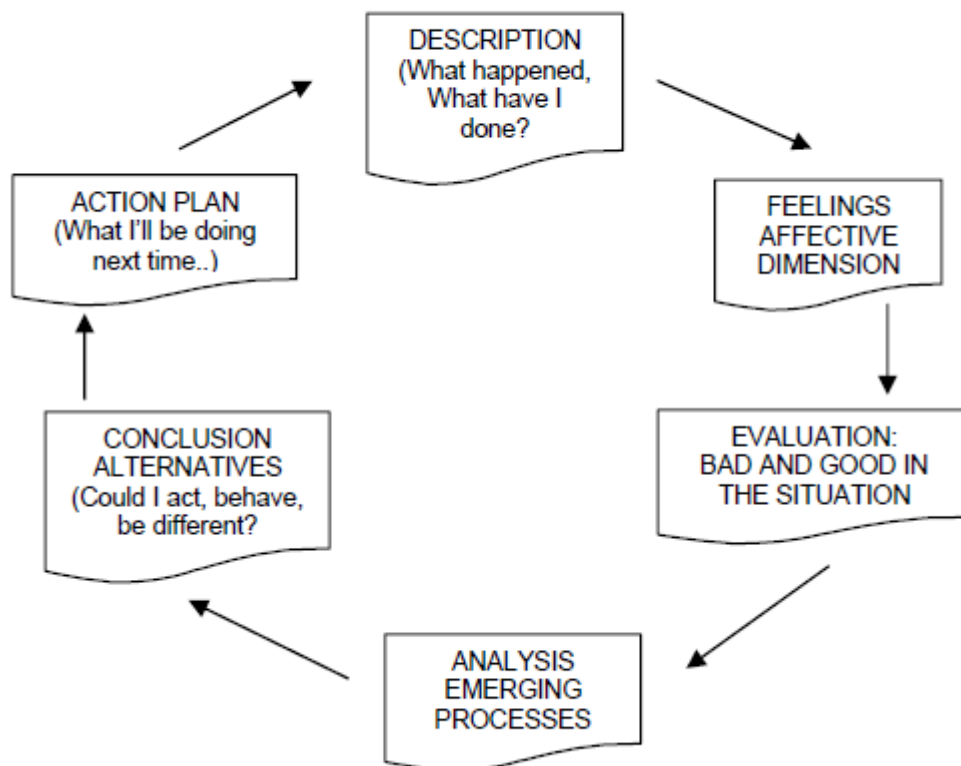 DESCRIPTION
(What happened,
What have I
done?
FEELINGS
AFFECTIVE
DIMENSION
EVALUATION:
BAD AND GOOD IN
THE SITUATION
ANALYSIS
EMERGING
PROCESSES
CONCLUSION
ALTERNATIVES
(Could I act, behave,
be different?
ACTION PLAN
(What I'll be doing
next time..)